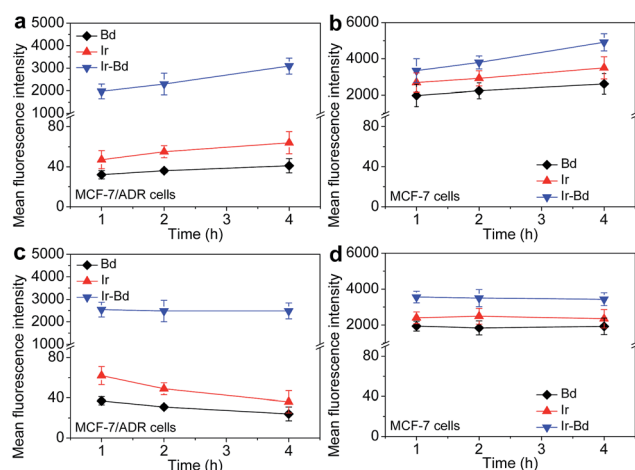 a
Mean fluorescence intensity
5000
4000
3000
2000
1000
80
40
0
Bd
Ir
Ir-Bd
MCF-7/ADR cells
1
2
3
4
Time (h)
b
Mean fluorescence intensity
6000
4000
2000
80
40
0
Bd
Ir
Ir-Bd
MCF-7 cells
1
2
3
4
Time (h)
c
Mean fluorescence intensity
5000
4000
3000
2000
1000
80
40
0
Bd
Ir
Ir-Bd
MCF-7/ADR cells
1
2
3
4
Time (h)
d
Mean fluorescence intensity
6000
4000
2000
80
40
0
Bd
Ir
Ir-Bd
MCF-7 cells
1
2
3
4
Time (h)